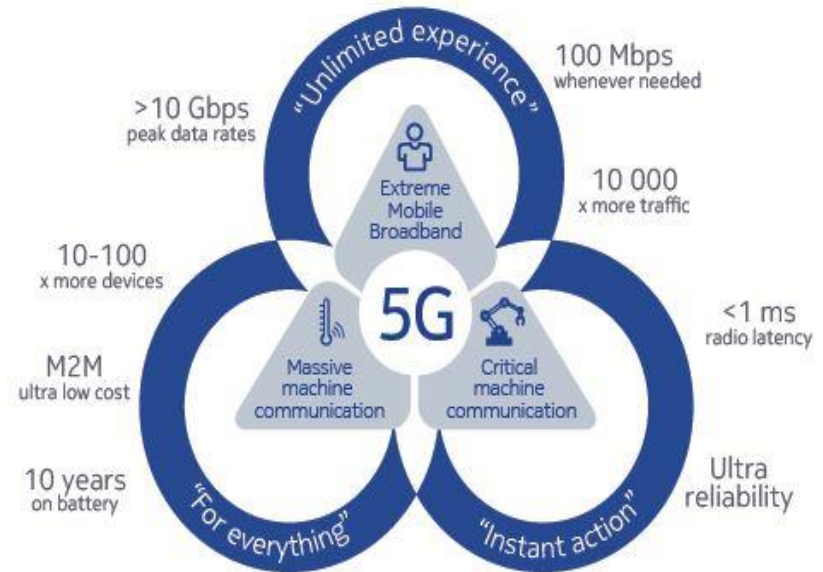 "Unlimited experience"
100 Mbps
whenever needed
>10 Gbps
peak data rates
Extreme
Mobile
Broadband
10 000
x more traffic
10-100
x more devices
5G
<1 ms
radio latency
M2M
ultra low cost
Massive
machine
communication
Critical
machine
communication
10 years
on battery
Ultra
reliability
"For everything"
"Instant action"